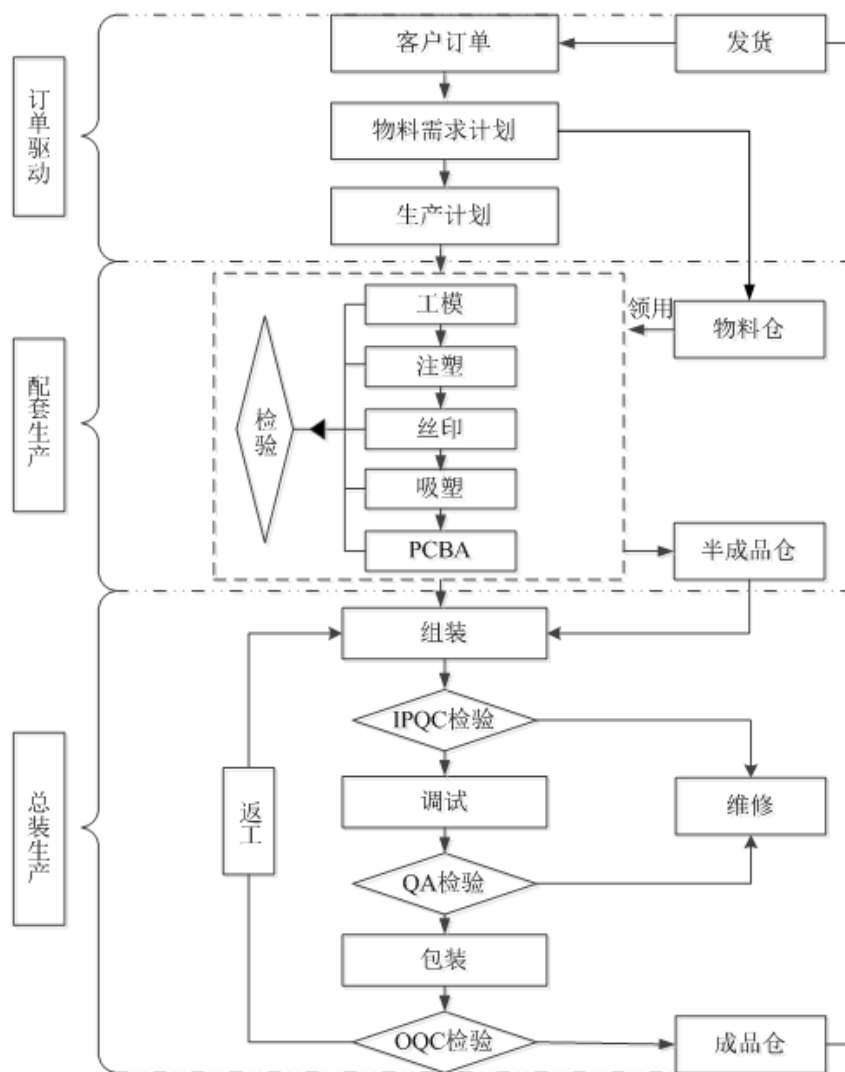 客户订单
发货
订单驱动
物料需求计划
生产计划
工模
领用
物料仓
注塑
配套生产
检验
丝印
吸塑
PCBA
半成品仓
组装
IPQC检验
总装生产
返工
调试
维修
QA检验
包装
OQC检验
成品仓